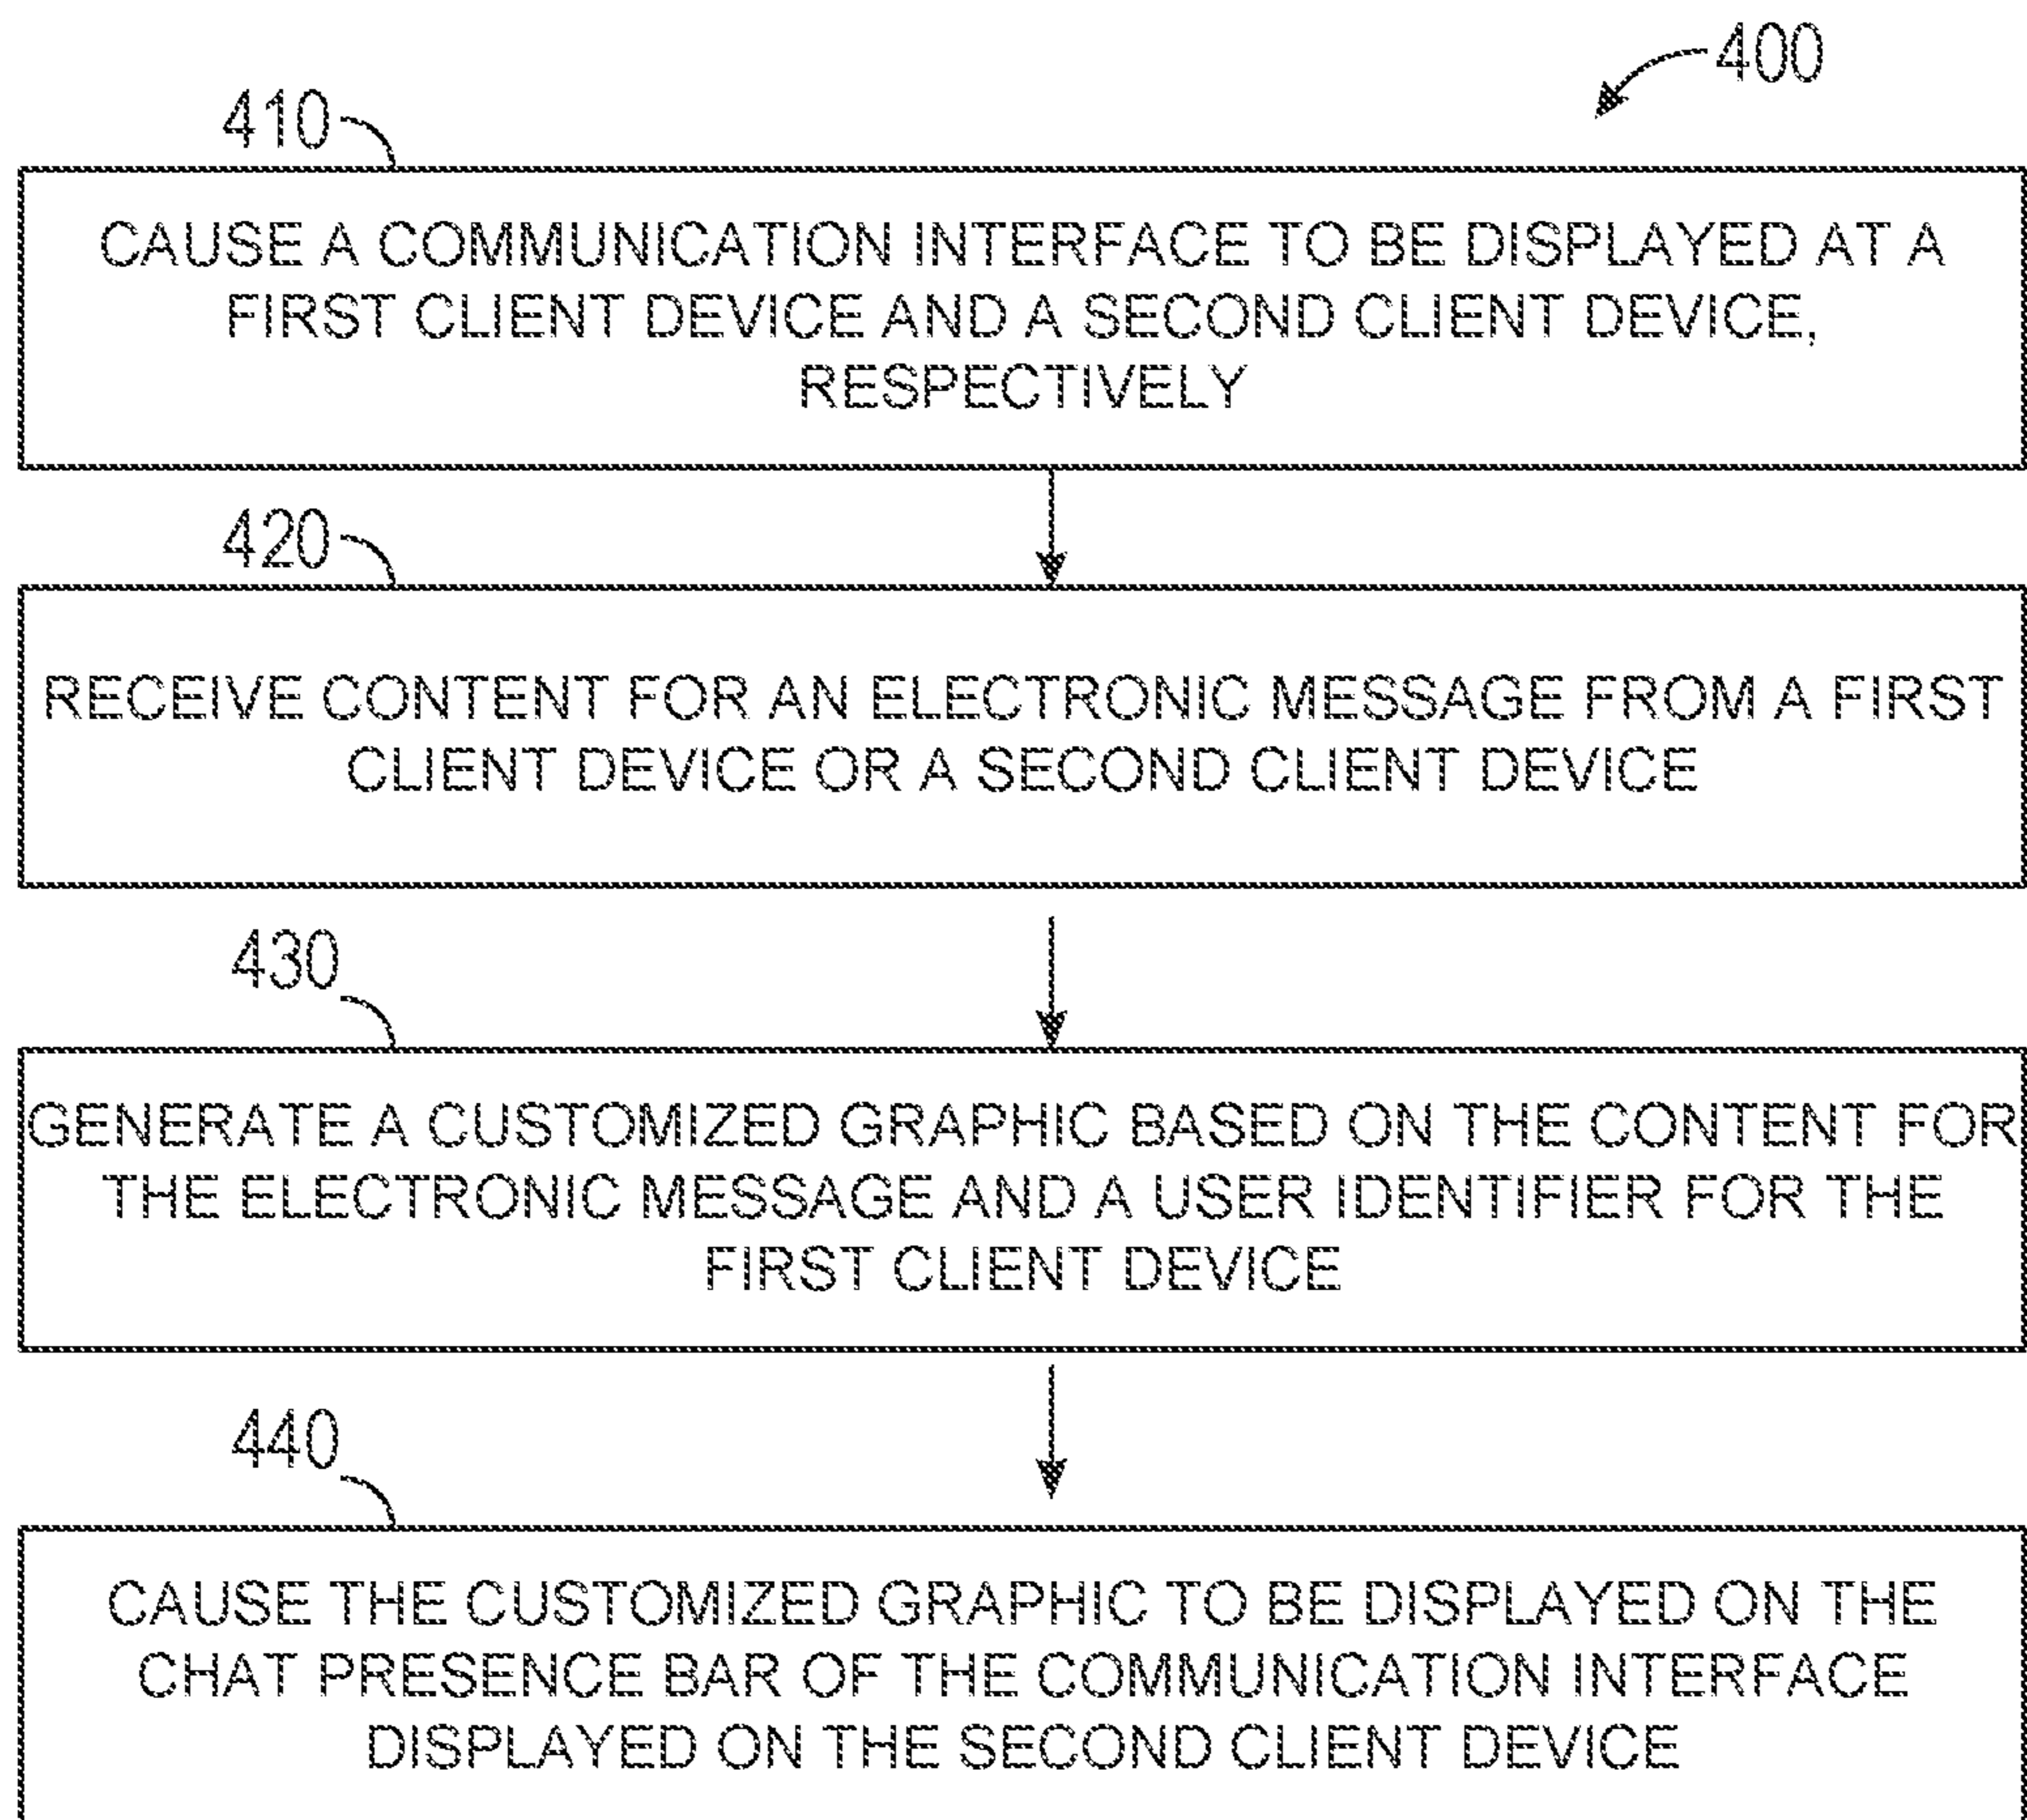 400
410
CAUSE A COMMUNICATION INTERFACE TO BE DISPLAYED AT A
FIRST CLIENT DEVICE AND A SECOND CLIENT DEVICE,
RESPECTIVELY
420
RECEIVE CONTENT FOR AN ELECTRONIC MESSAGE FROM A FIRST
CLIENT DEVICE OR A SECOND CLIENT DEVICE
430
GENERATE A CUSTOMIZED GRAPHIC BASED ON THE CONTENT FOR
THE ELECTRONIC MESSAGE AND A USER IDENTIFIER FOR THE
FIRST CLIENT DEVICE
440
CAUSE THE CUSTOMIZED GRAPHIC TO BE DISPLAYED ON THE
CHAT PRESENCE BAR OF THE COMMUNICATION INTERFACE
DISPLAYED ON THE SECOND CLIENT DEVICE